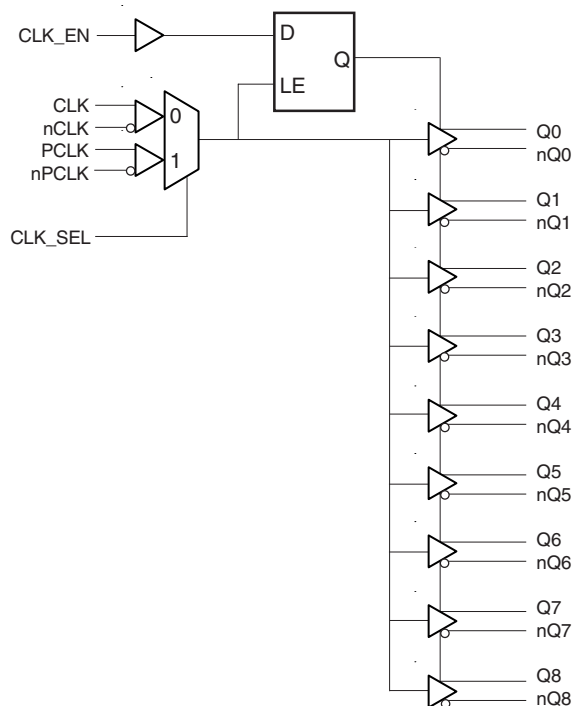 CLK_EN
D
Q
LE
CLK
nCLK
PCLK
nPCLK
0
1
CLK_SEL
Q0
nQ0
Q1
nQ1
Q2
nQ2
Q3
nQ3
Q4
nQ4
Q5
nQ5
Q6
nQ6
Q7
nQ7
Q8
nQ8